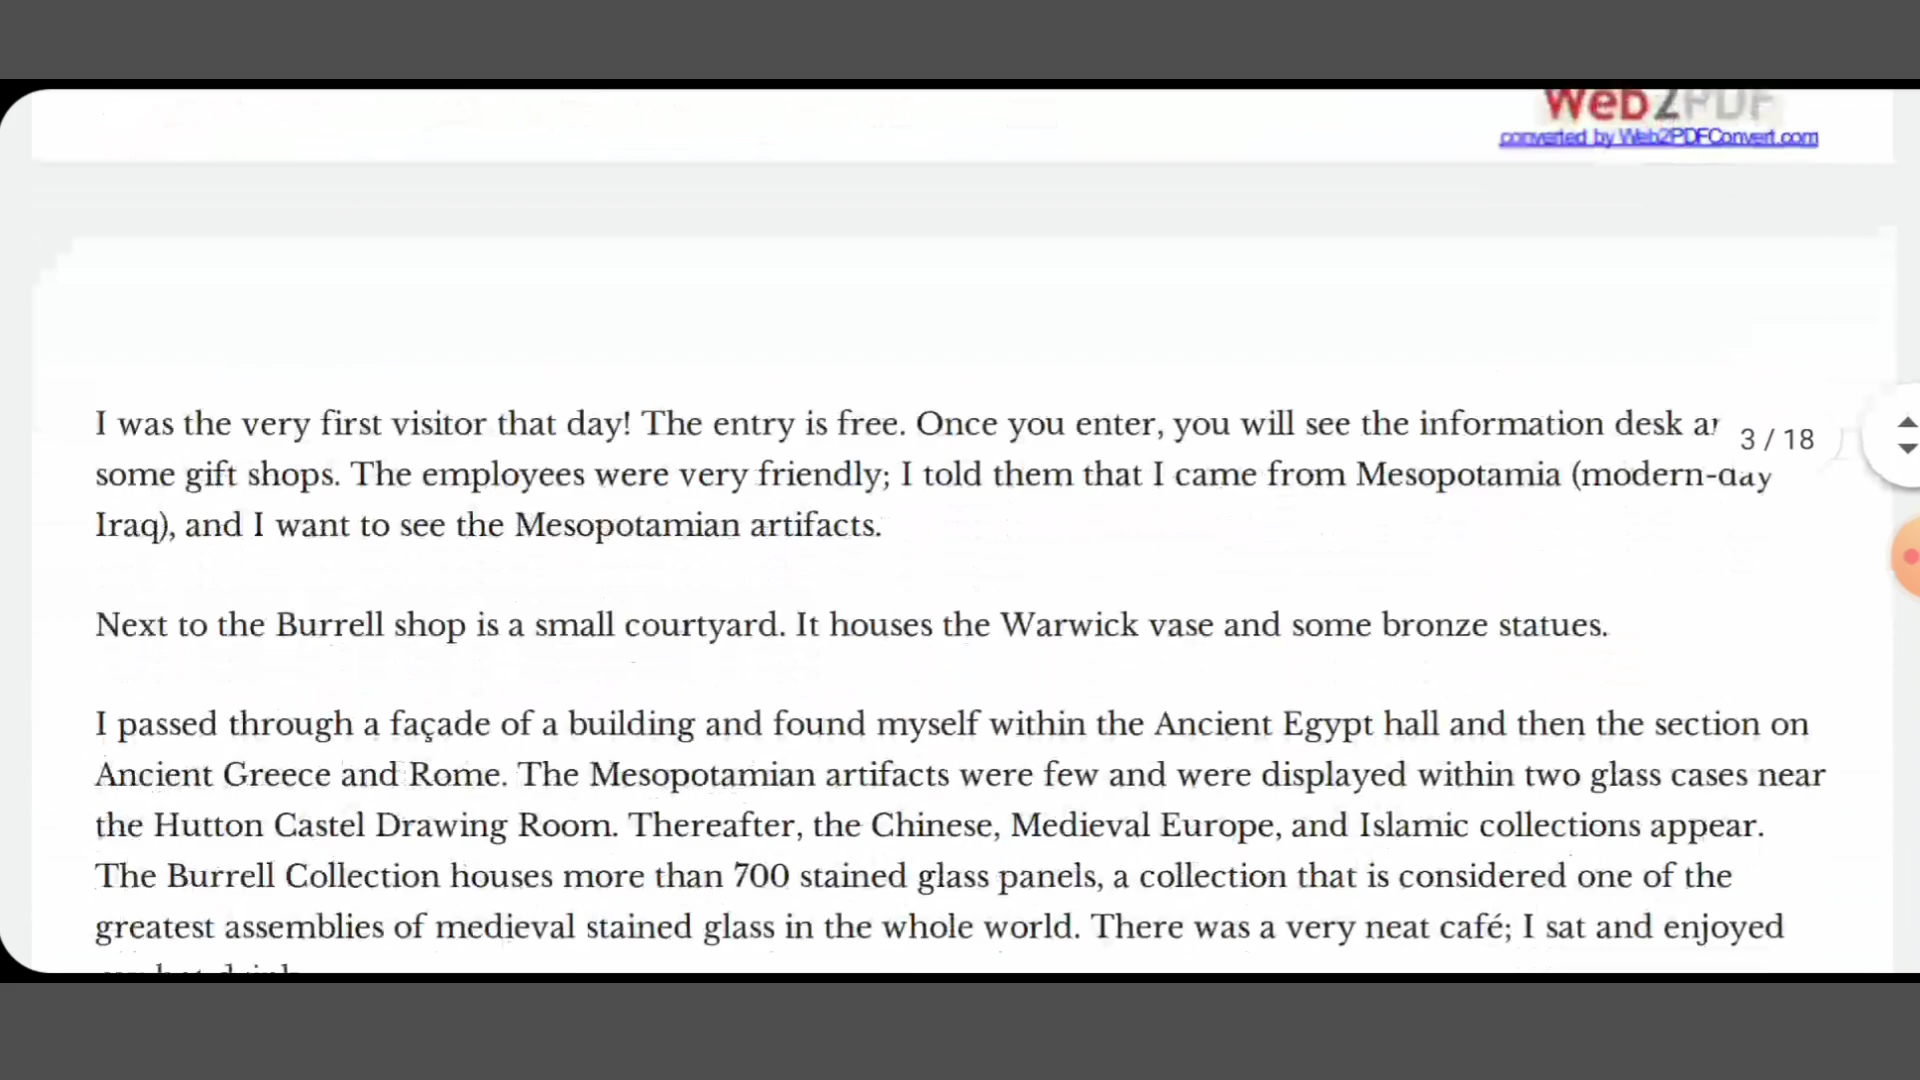 Web2PDF
converted by Web2PDFConvert.com
I was the very first visitor that day! The entry is free. Once you enter, you will see the information desk
3 / 18
some gift shops. The employees were very friendly; I told them that I came from Mesopotamia (modern-day
Iraq), and I want to see the Mesopotamian artifacts.
Next to the Burrell shop is a small courtyard. It houses the Warwick vase and some bronze statues.
I passed through a façade of a building and found myself within the Ancient Egypt hall and then the section on
Ancient Greece and Rome. The Mesopotamian artifacts were few and were displayed within two glass cases near
the Hutton Castel Drawing Room. Thereafter, the Chinese, Medieval Europe, and Islamic collections appear.
The Burrell Collection houses more than 700 stained glass panels, a collection that is considered one of the
greatest assemblies of medieval stained glass in the whole world. There was a very neat café; I sat and enjoyed